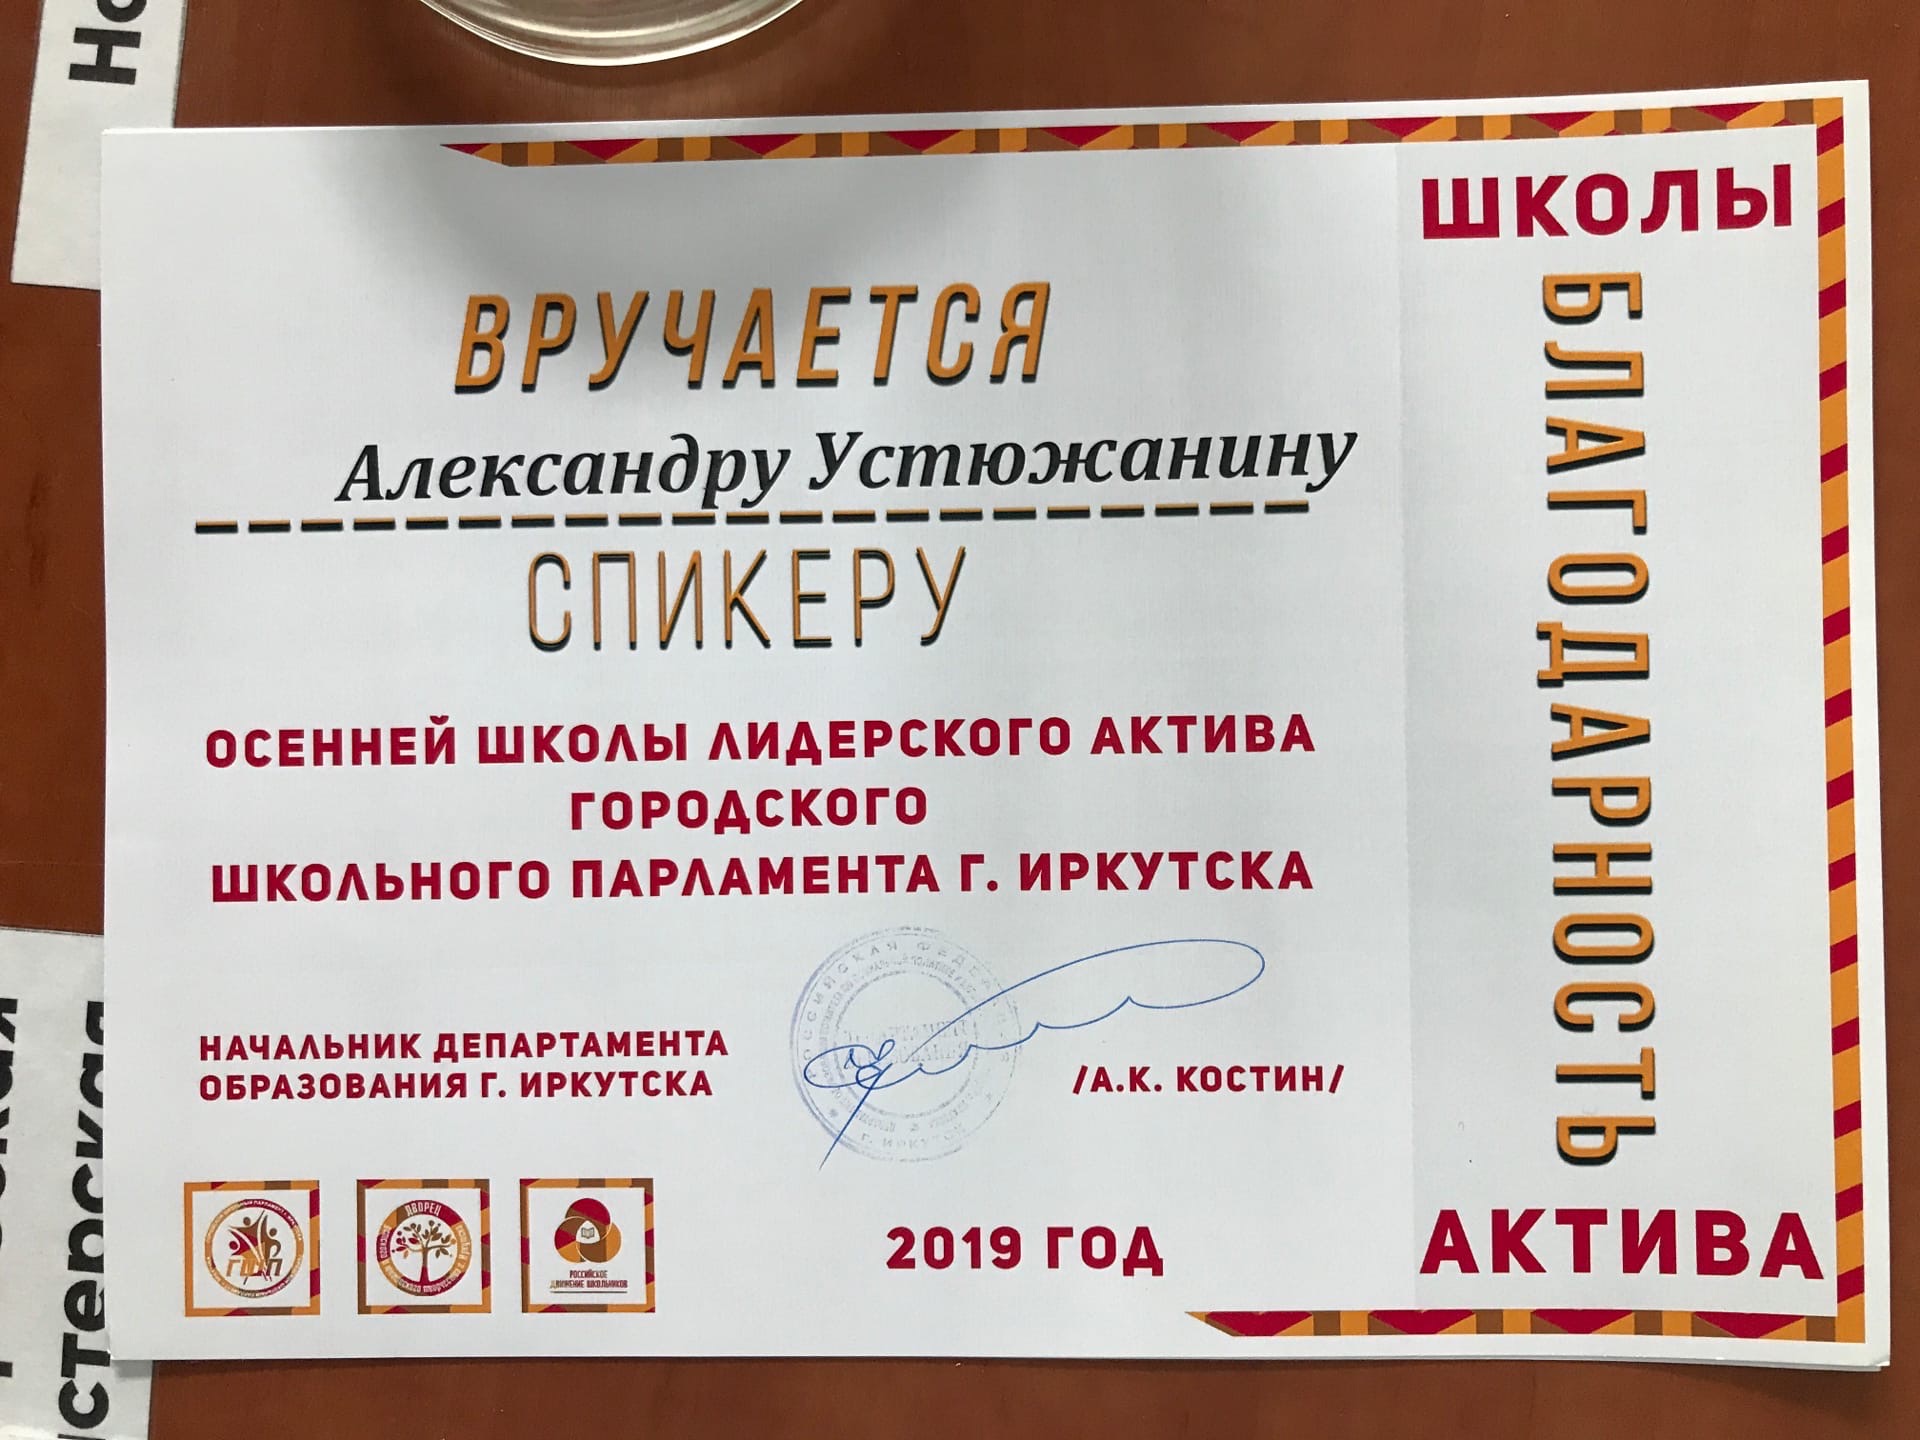 ШКОЛЫ
БЛАГОДАРНОСТЬ
АКТИВА
ВРУЧАЕТСЯ
Александру Устюжанину
СПИКЕРУ
ОСЕННЕЙ ШКОЛЫ ЛИДЕРСКОГО АКТИВА
ГОРОДСКОГО
ШКОЛЬНОГО ПАРЛАМЕНТА Г. ИРКУТСКА
НАЧАЛЬНИК ДЕПАРТАМЕНТА
ОБРАЗОВАНИЯ Г. ИРКУТСКА
/А.К. КОСТИН/
ГШП
ДВОРЕЦ
РОССИЙСКОЕ
ДВИЖЕНИЕ ШКОЛЬНИКОВ
2019 ГОД